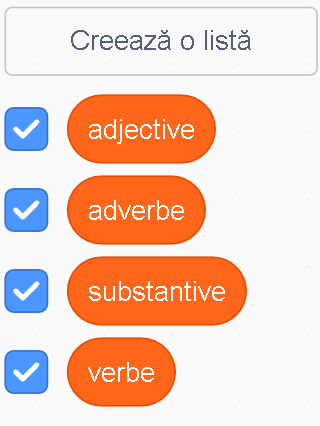 Creează o listă
adjective
adverbe
substantive
verbe